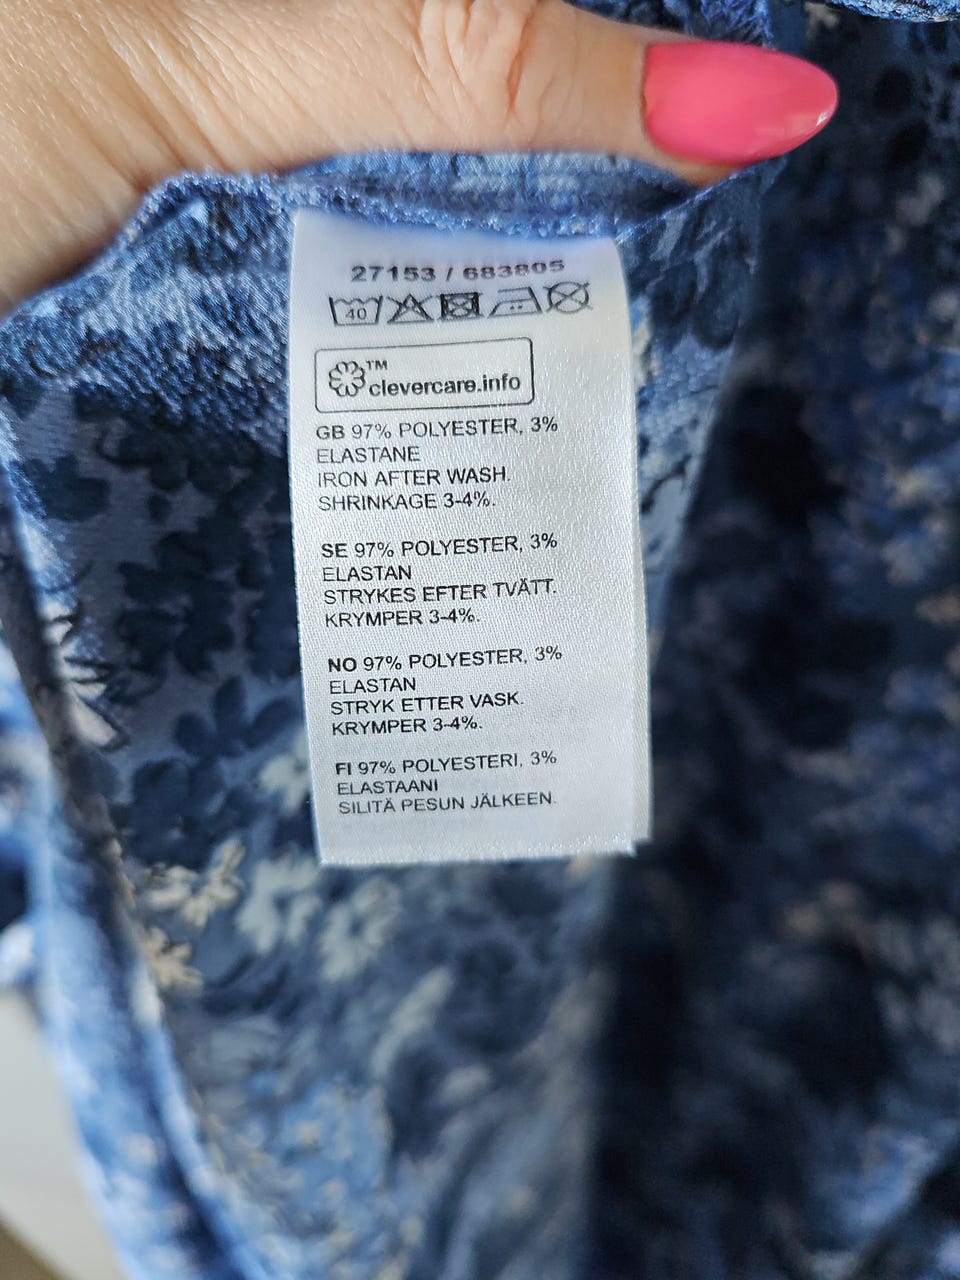 27153 / 683805
40
™
clevercare.info
GB 97% POLYESTER, 3%
ELASTANE
IRON AFTER WASH.
SHRINKAGE 3-4%.
SE 97% POLYESTER, 3%
ELASTAN
STRYKES EFTER TVÄTT.
KRYMPER 3-4%.
NO 97% POLYESTER, 3%
ELASTAN
STRYK ETTER VASK.
KRYMPER 3-4%.
FI 97% POLYESTERI, 3%
ELASTAANI
SILITÄ PESUN JÄLKEEN.